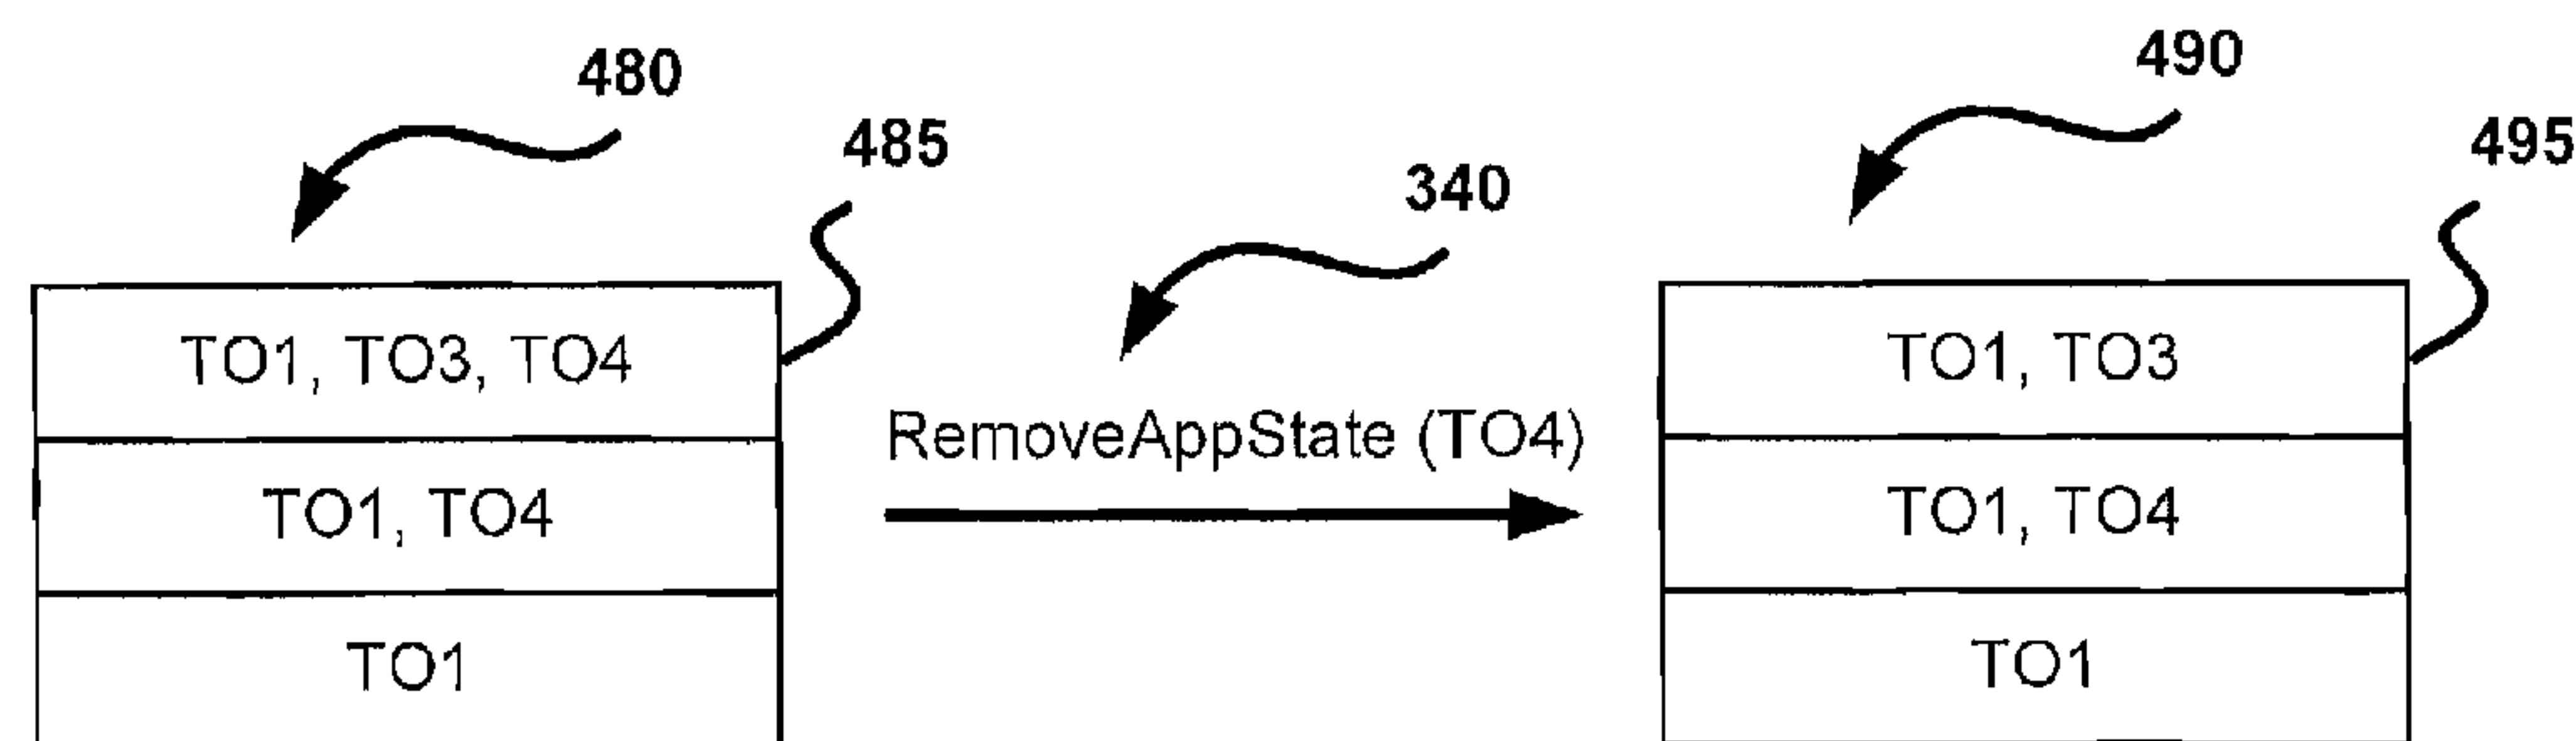 480
490
485
495
340
TO1, TO3, TO4
TO1, TO3
RemoveAppState (TO4)
TO1, TO4
TO1, TO4
TO1
TO1